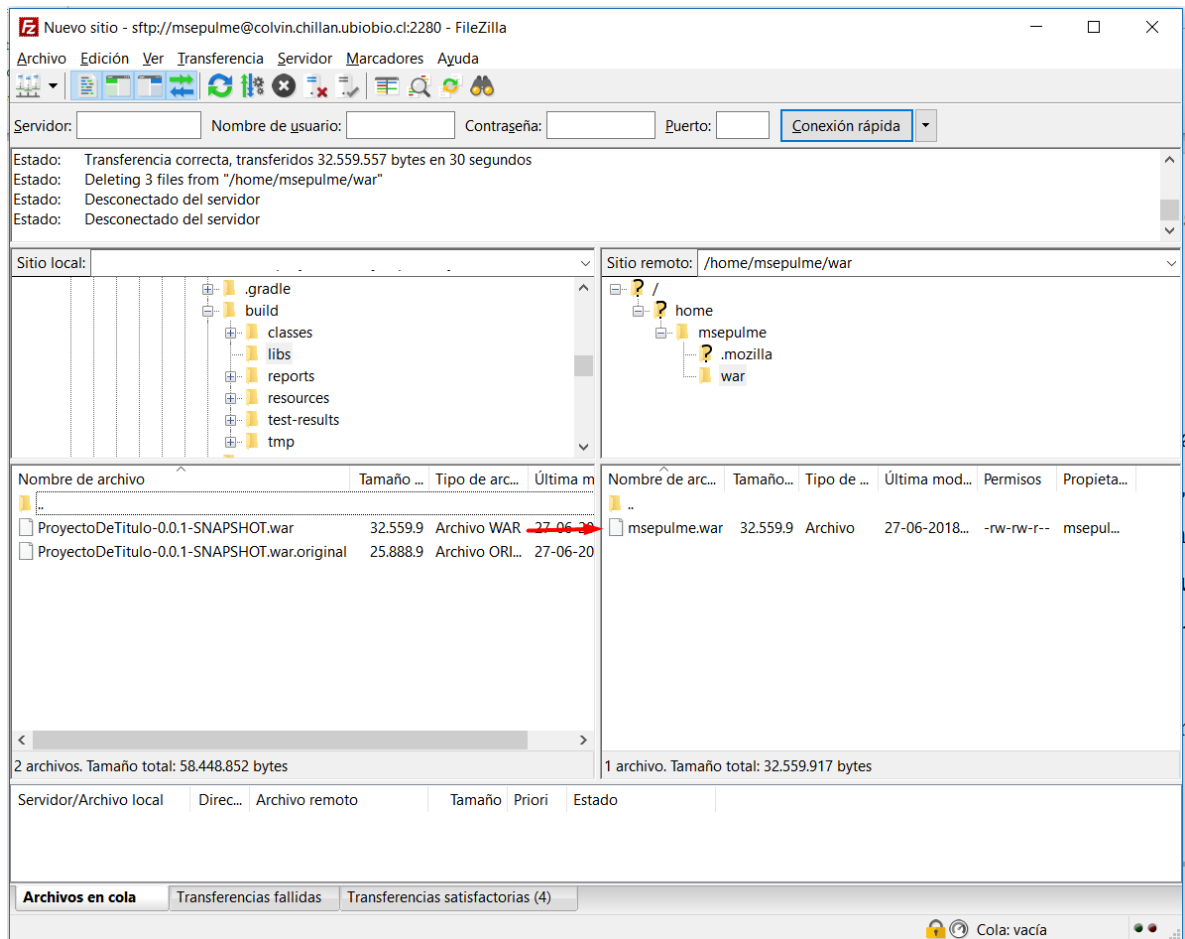 Nuevo sitio - sftp://msepulme@colvin.chillan.ubiobio.cl:2280 - FileZilla
Archivo Edición Ver Transferencia Servidor Marcadores Ayuda
Servidor: Nombre de usuario: Contraseña: Puerto: Conexión rápida
Estado: Transferencia correcta, transferidos 32.559.557 bytes en 30 segundos
Estado: Deleting 3 files from "/home/msepulme/war"
Estado: Desconectado del servidor
Estado: Desconectado del servidor
Sitio local:
.gradle
build
classes
libs
reports
resources
test-results
tmp
Sitio remoto: /home/msepulme/war
/
home
msepulme
.mozilla
war
Nombre de archivo Tamaño ... Tipo de arc... Última m
..
ProyectoDeTitulo-0.0.1-SNAPSHOT.war 32.559.9 Archivo WAR 27-06-20
ProyectoDeTitulo-0.0.1-SNAPSHOT.war.original 25.888.9 Archivo ORI... 27-06-20
2 archivos. Tamaño total: 58.448.852 bytes
Nombre de arc... Tamaño... Tipo de ... Última mod... Permisos Propieta...
..
msepulme.war 32.559.9 Archivo 27-06-2018... -rw-rw-r-- msepul...
1 archivo. Tamaño total: 32.559.917 bytes
Servidor/Archivo local Direc... Archivo remoto Tamaño Priori Estado
Archivos en cola Transferencias fallidas Transferencias satisfactorias (4)
Cola: vacía